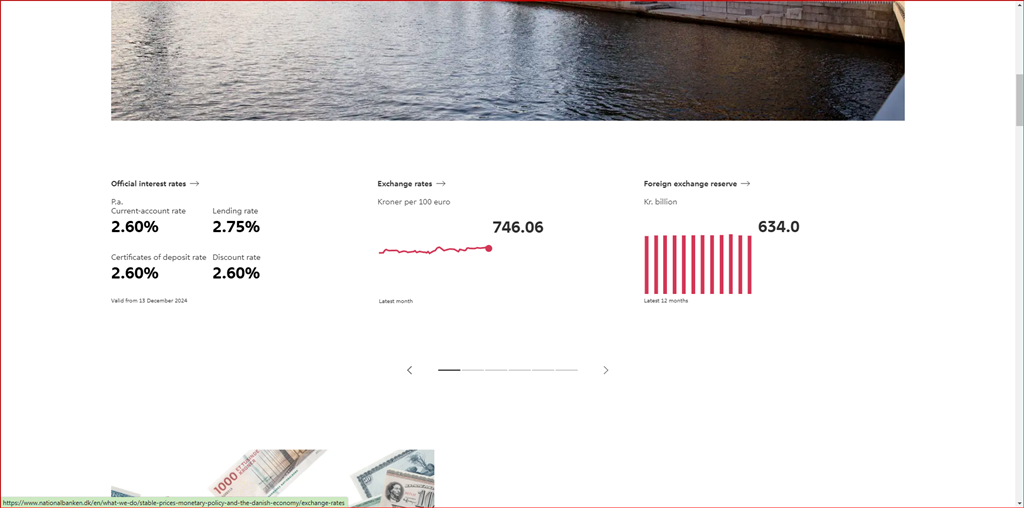 Official interest rates
P.a.
Current-account rate
Lending rate
2.60%
2.75%
Certificates of deposit rate
Discount rate
2.60%
2.60%
Valid from 13 December 2024
Exchange rates
Kroner per 100 euro
746.06
Latest month
Foreign exchange reserve
Kr. billion
634.0
Latest 12 months
1000
KRONER
10
https://www.nationalbanken.dk/en/what-we-do/stable-prices-monetary-policy-and-the-danish-economy/exchange-rates